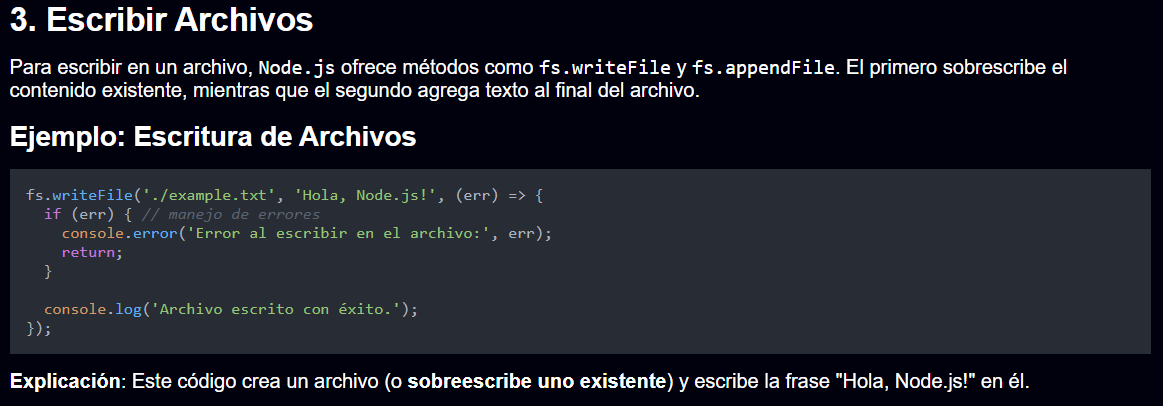 3. Escribir Archivos
Para escribir en un archivo, Node.js ofrece métodos como fs.writeFile y fs.appendFile. El primero sobrescribe el
contenido existente, mientras que el segundo agrega texto al final del archivo.
Ejemplo: Escritura de Archivos
fs.writeFile('./example.txt', 'Hola, Node.js!', (err) => {
  if (err) { // manejo de errores
    console.error('Error al escribir en el archivo:', err);
    return;
  }
  console.log('Archivo escrito con éxito.');
});
Explicación: Este código crea un archivo (o sobreescribe uno existente) y escribe la frase "Hola, Node.js!" en él.